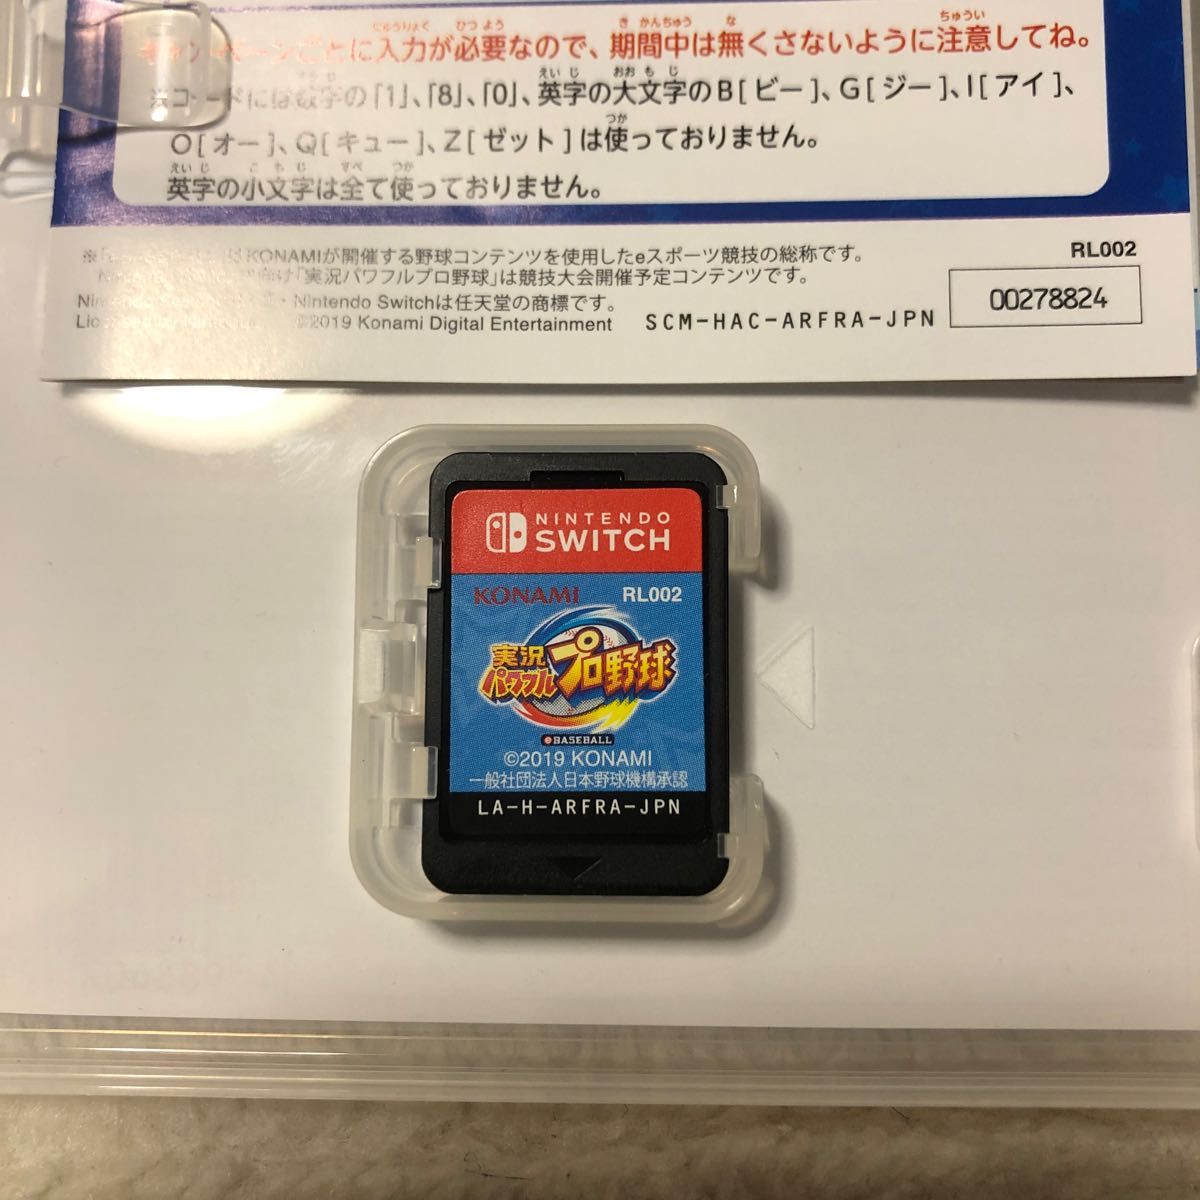 に入力が必要なので、期間中は無くさないように注意してね。
※コードには数字の「1」、「8」、「0」、英字の大文字のB[ビー]、G[ジー]、I[アイ]、
O[オー]、Q[キュー]、Z[ゼット]は使っておりません。
英字の小文字は全て使っておりません。
KONAMIが開催する野球コンテンツを使用したeスポーツ競技の総称です。
「実況パワフルプロ野球」は競技大会開催予定コンテンツです。
・Nintendo Switchは任天堂の商標です。
©2019 Konami Digital Entertainment
SCM-HAC-ARFRA-JPN
RL002
00278824
NINTENDO
SWITCH
KONAMI RL002
実況
パワフル
プロ野球
eBASEBALL
©2019 KONAMI
一般社団法人日本野球機構承認
LA-H-ARFRA-JPN